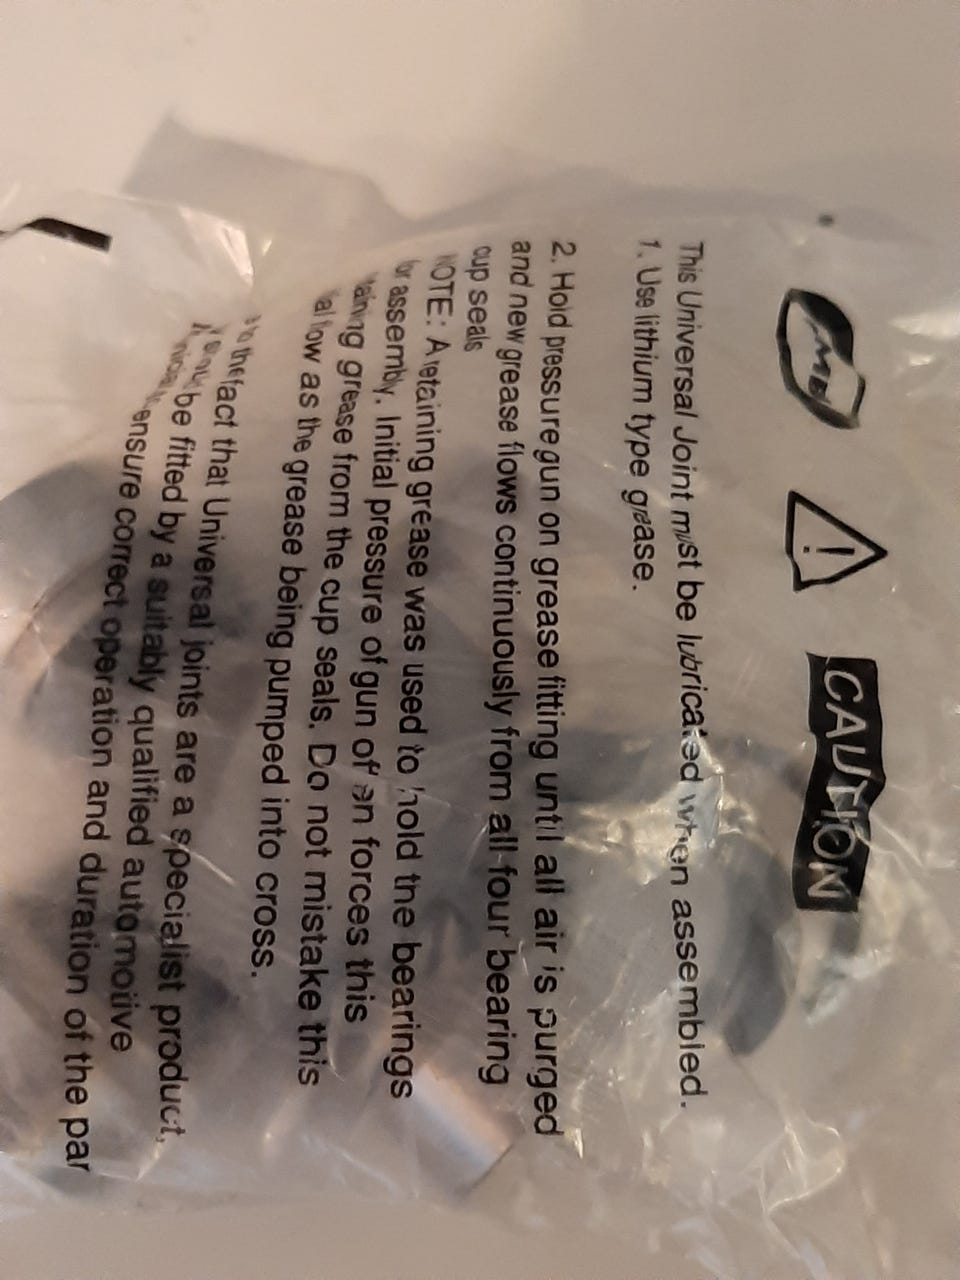 CAUTION
This Universal Joint must be lubricated when assembled.
1. Use lithium type grease.
2. Hold pressure gun on grease fitting until all air is purged
and new grease flows continuously from all four bearing
cup seals
NOTE: A retaining grease was used to hold the bearings
for assembly. Initial pressure of gun often forces this
taining grease from the cup seals. Do not mistake this
ial flow as the grease being pumped into cross.
to the fact that Universal joints are a specialist product,
should be fitted by a suitably qualified automotive
ensure correct operation and duration of the par